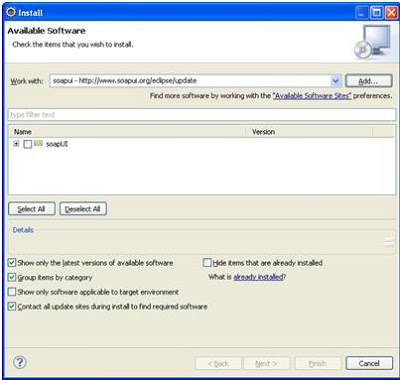 Install
Available Software
Check the items that you wish to install.
Work with: soapui - http://www.soapui.org/eclipse/update Add...
Find more software by working with the "Available Software Sites" preferences.
type filter text
Name Version
soapUI
Select All Deselect All
Details
Show only the latest versions of available software Hide items that are already installed
Group items by category What is already installed?
Show only software applicable to target environment
Contact all update sites during install to find required software
? < Back Next > Finish Cancel